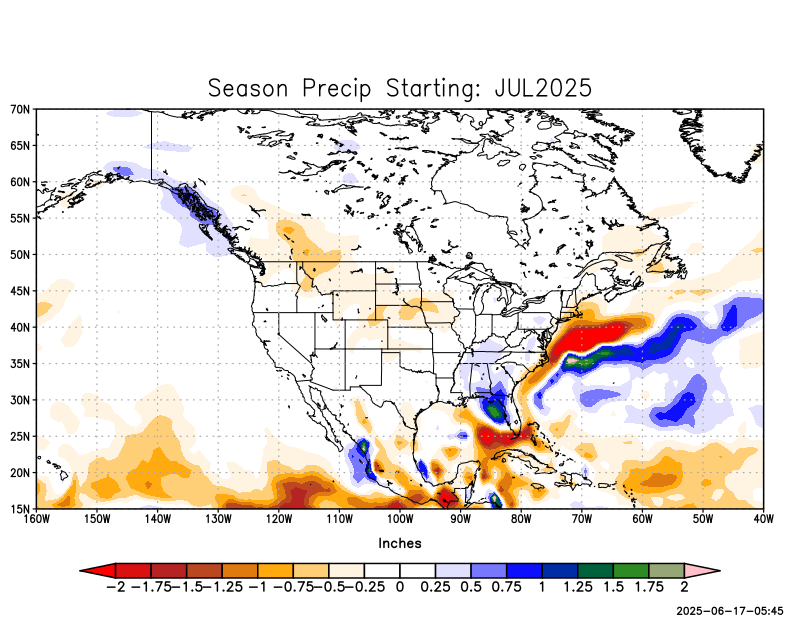 Season Precip Starting: JUL2025
70N
65N
60N
55N
50N
45N
40N
35N
30N
25N
20N
15N
160W 150W 140W 130W 120W 110W 100W 90W 80W 70W 60W 50W 40W
Inches
−2 −1.75−1.5−1.25 −1 −0.75−0.5−0.25 0 0.25 0.5 0.75 1 1.25 1.5 1.75 2
2025-06-17-05:45